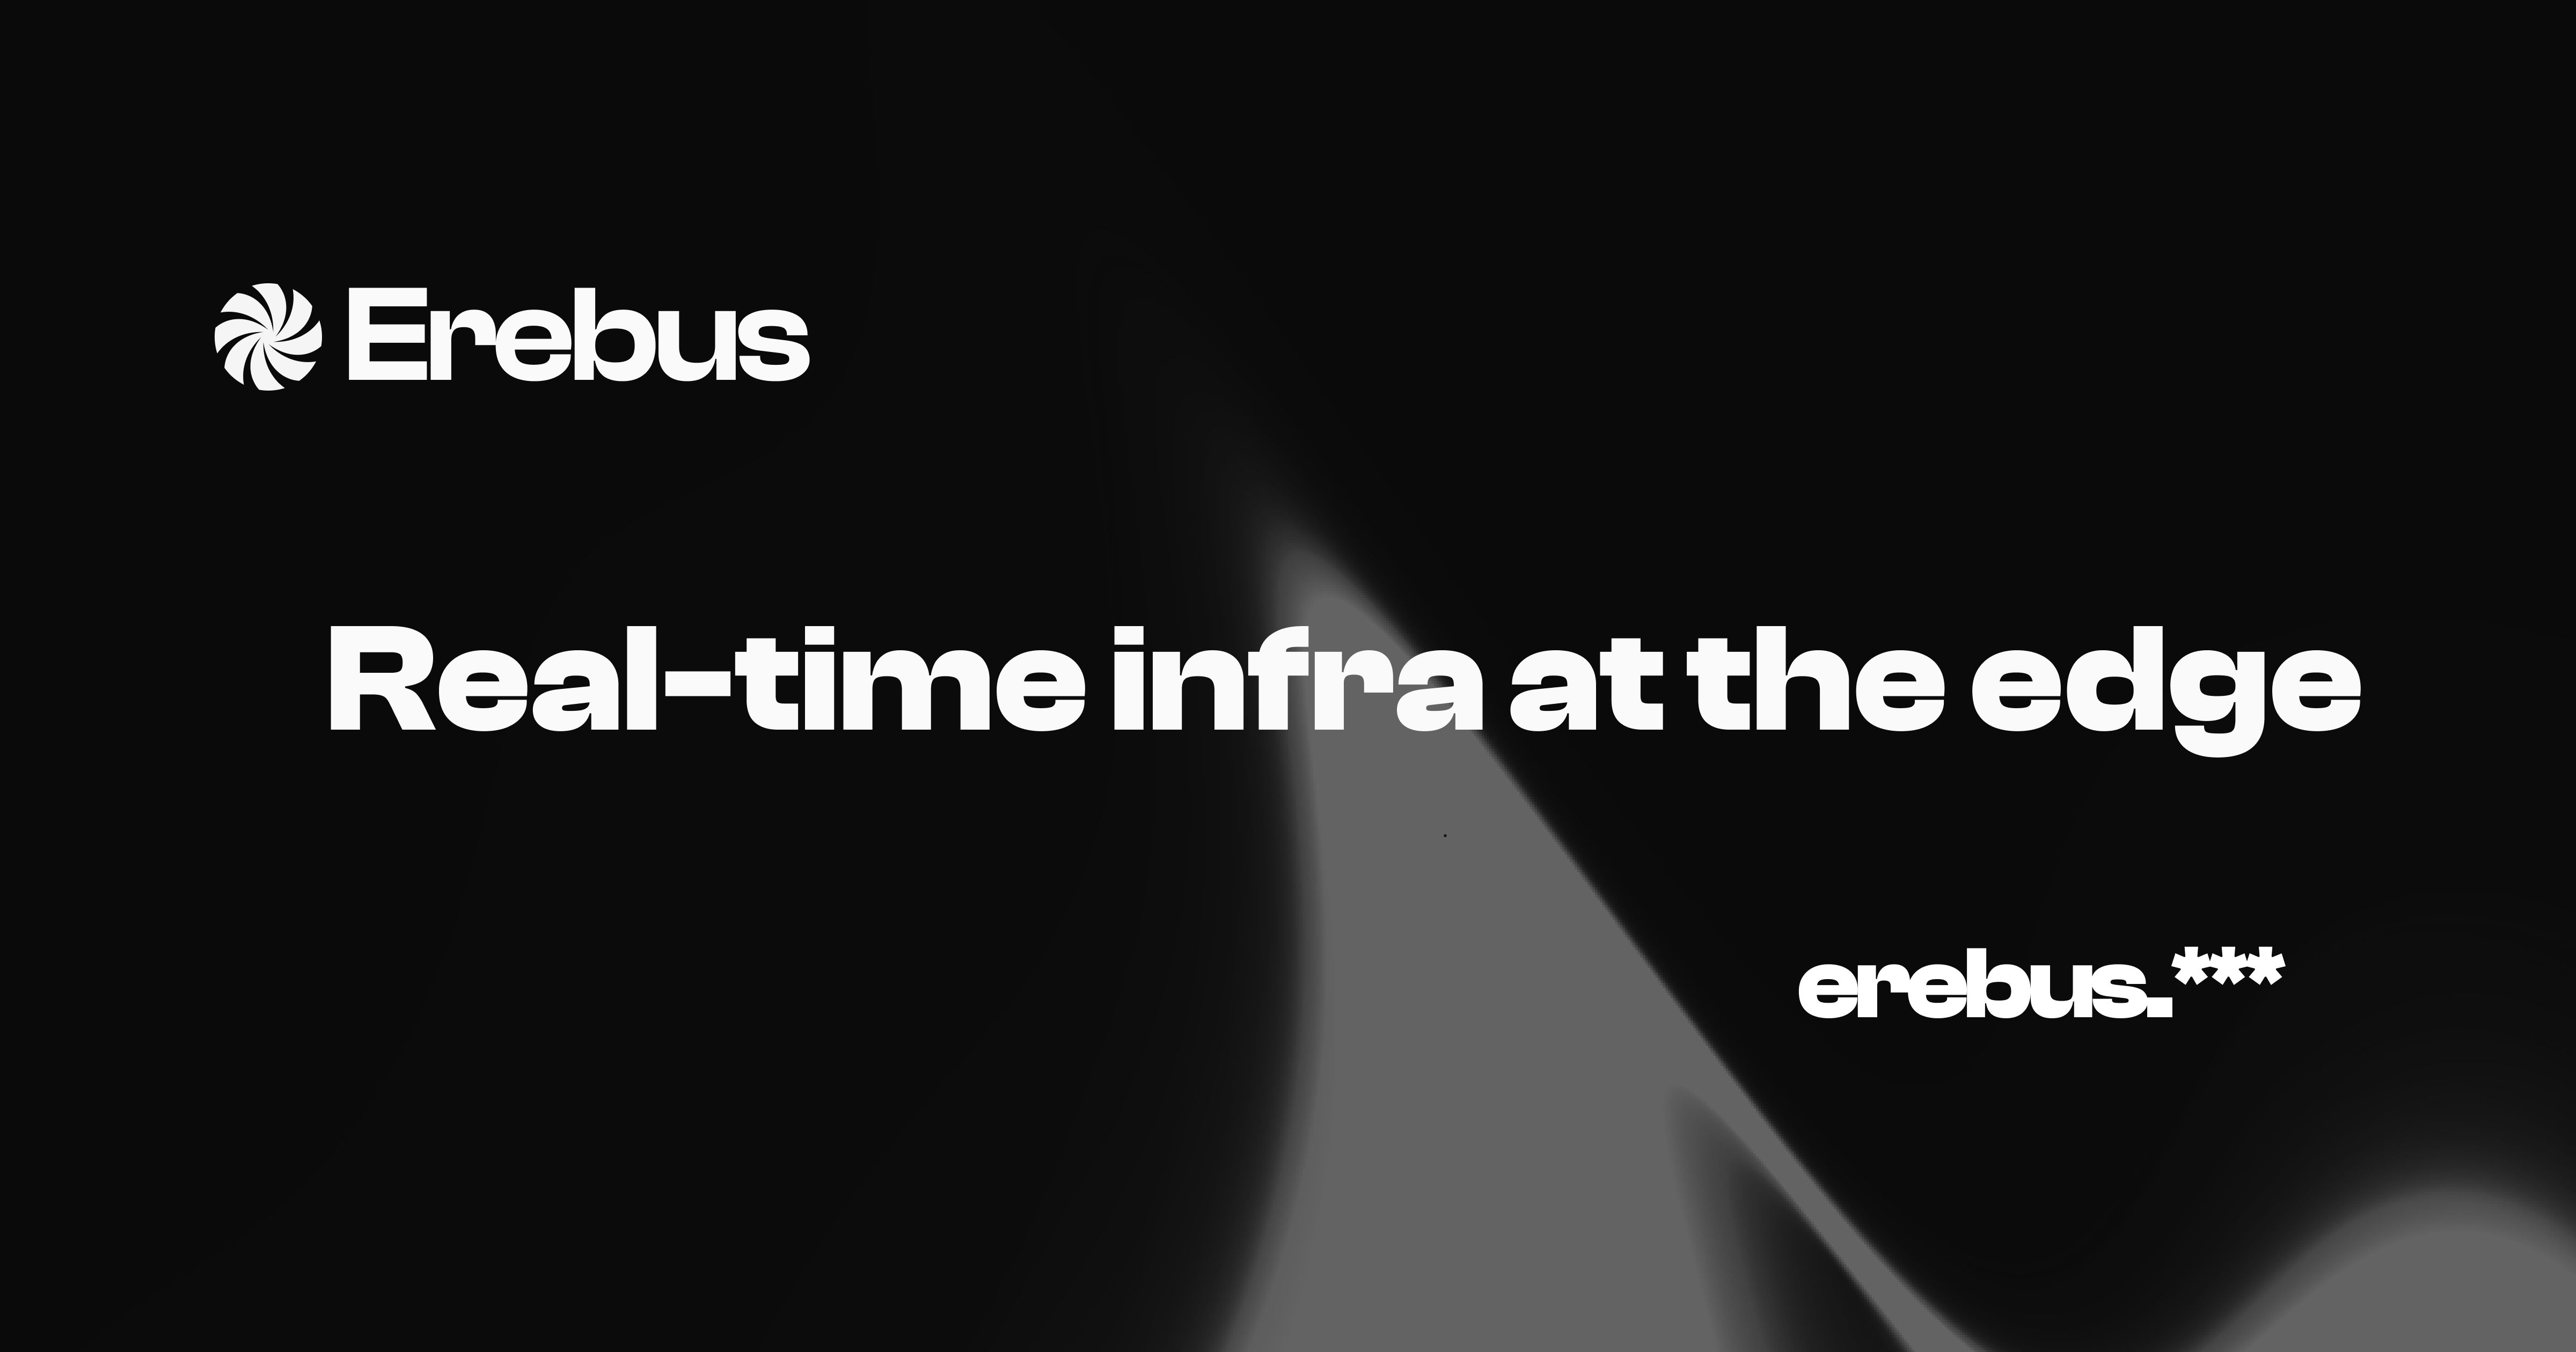 Erebus
Real-time infra at the edge
erebus.***